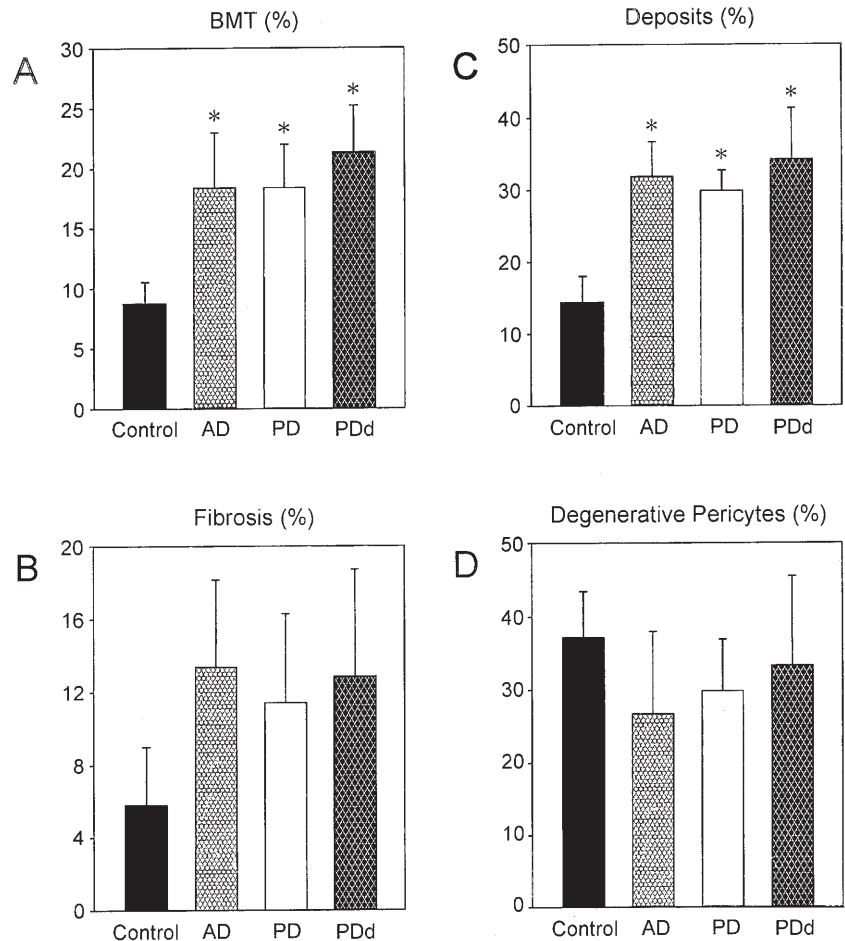 A
BMT (%)
30
25
20
15
10
5
0
* * *
Control AD PD PDd
C
Deposits (%)
50
40
30
20
10
0
* * *
Control AD PD PDd
B
Fibrosis (%)
20
16
12
8
4
0
Control AD PD PDd
D
Degenerative Pericytes (%)
50
40
30
20
10
0
Control AD PD PDd